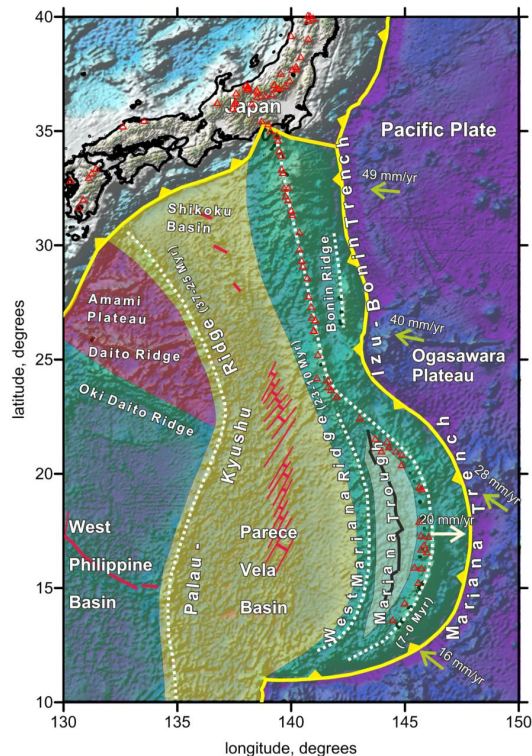 40
35
30
25
20
15
10
130
135
140
145
150
latitude, degrees
longitude, degrees
Japan
Pacific Plate
49 mm/yr
Izu-Bonin Trench
Shikoku
Basin
Bonin Ridge
Amami
Plateau
Daito Ridge
Oki Daito Ridge
Palau - Kyushu Ridge (37-25 Myr)
40 mm/yr
Ogasawara
Plateau
28 mm/yr
20 mm/yr
Mariana Trench
West Mariana Ridge (23-10 Myr)
Mariana Trough
(7-0 Myr)
West
Philippine
Basin
Parece
Vela
Basin
16 mm/yr